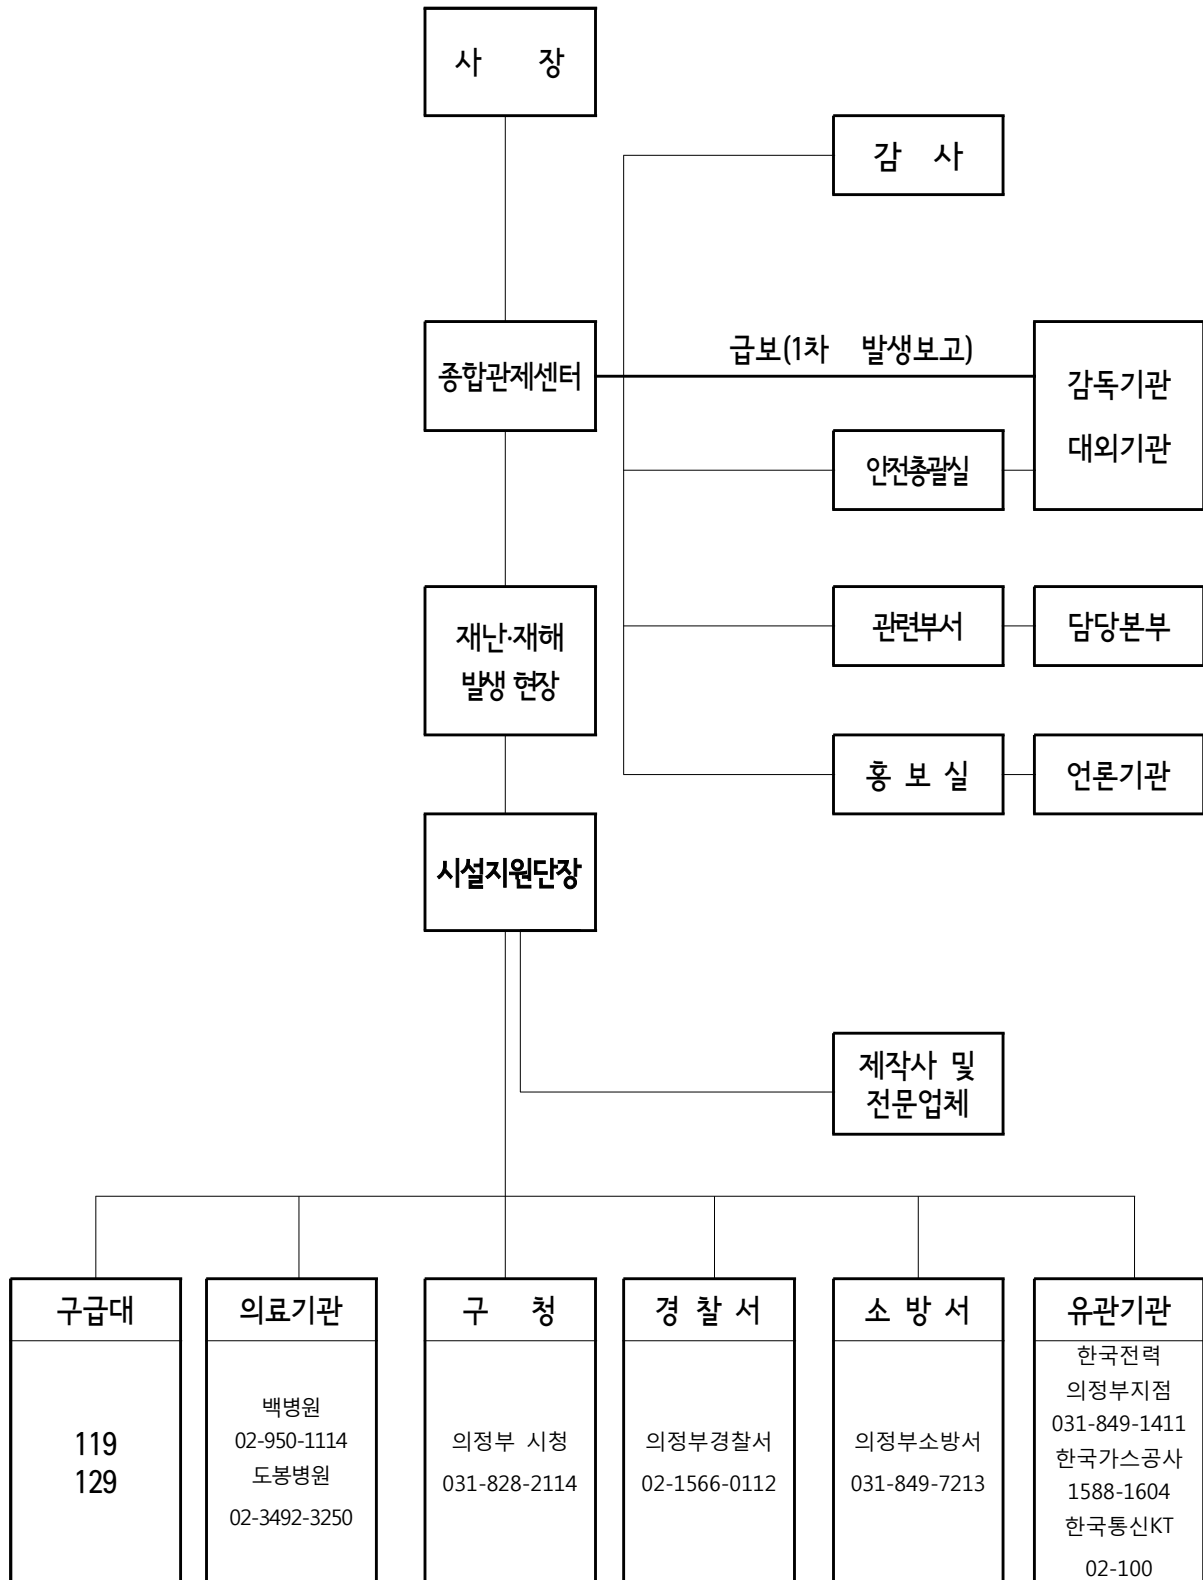 사 장
감 사
급보(1차 발생보고)
종합관제센터
감독기관
대외기관
안전총괄실
재난·재해
발생 현장
관련부서
담당본부
홍 보 실
언론기관
시설지원단장
제작사 및
전문업체
구급대
119
129
의료기관
백병원
02-950-1114
도봉병원
02-3492-3250
구 청
의정부 시청
031-828-2114
경 찰 서
의정부경찰서
02-1566-0112
소 방 서
의정부소방서
031-849-7213
유관기관
한국전력
의정부지점
031-849-1411
한국가스공사
1588-1604
한국통신KT
02-100